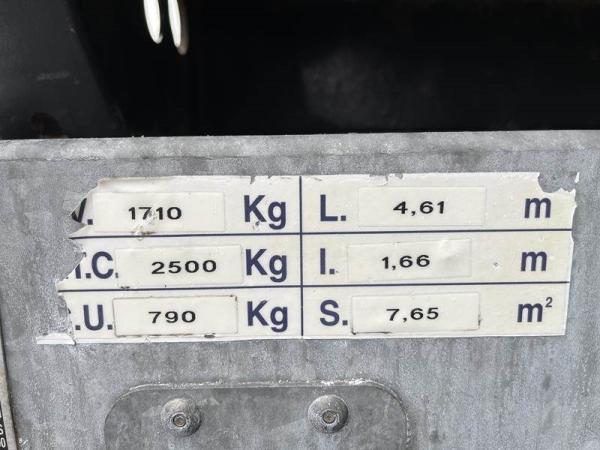 V. 1710 Kg L. 4,61 m
T.C. 2500 Kg I. 1,66 m
.U. 790 Kg S. 7,65 m²